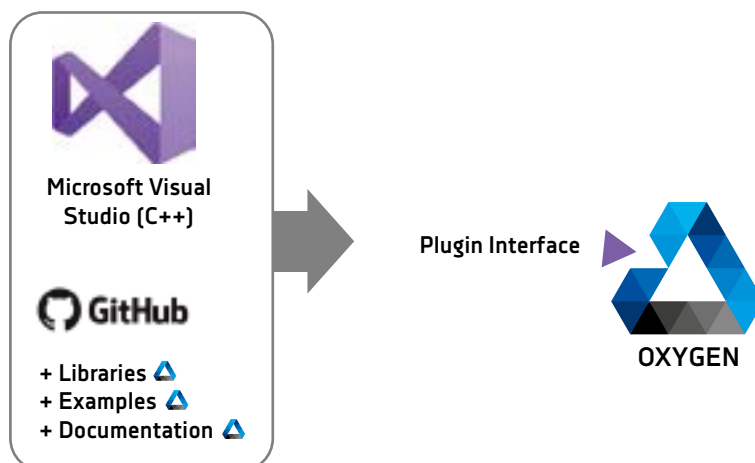 Microsoft Visual
Studio (C++)
GitHub
+ Libraries
+ Examples
+ Documentation
Plugin Interface
OXYGEN